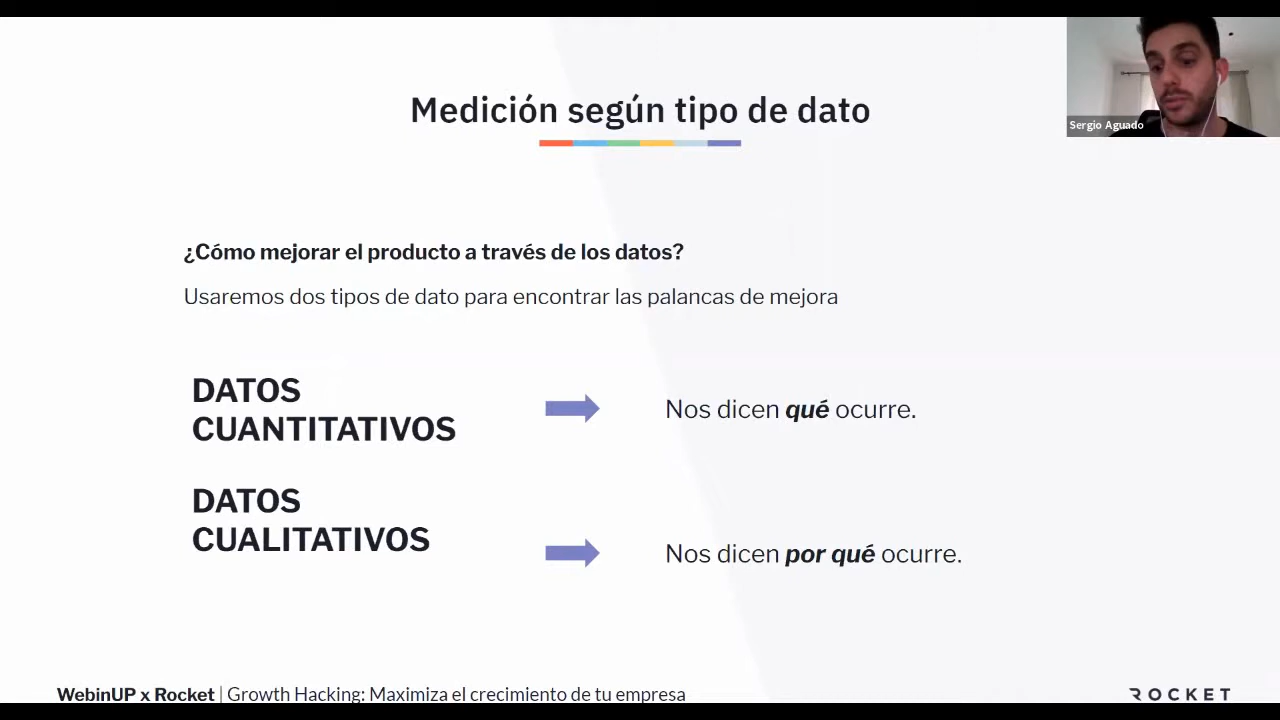 Medición según tipo de dato
Sergio Aguado
¿Cómo mejorar el producto a través de los datos?
Usaremos dos tipos de dato para encontrar las palancas de mejora
DATOS
CUANTITATIVOS
Nos dicen qué ocurre.
DATOS
CUALITATIVOS
Nos dicen por qué ocurre.
WebinUP x Rocket | Growth Hacking: Maximiza el crecimiento de tu empresa
ROCKET